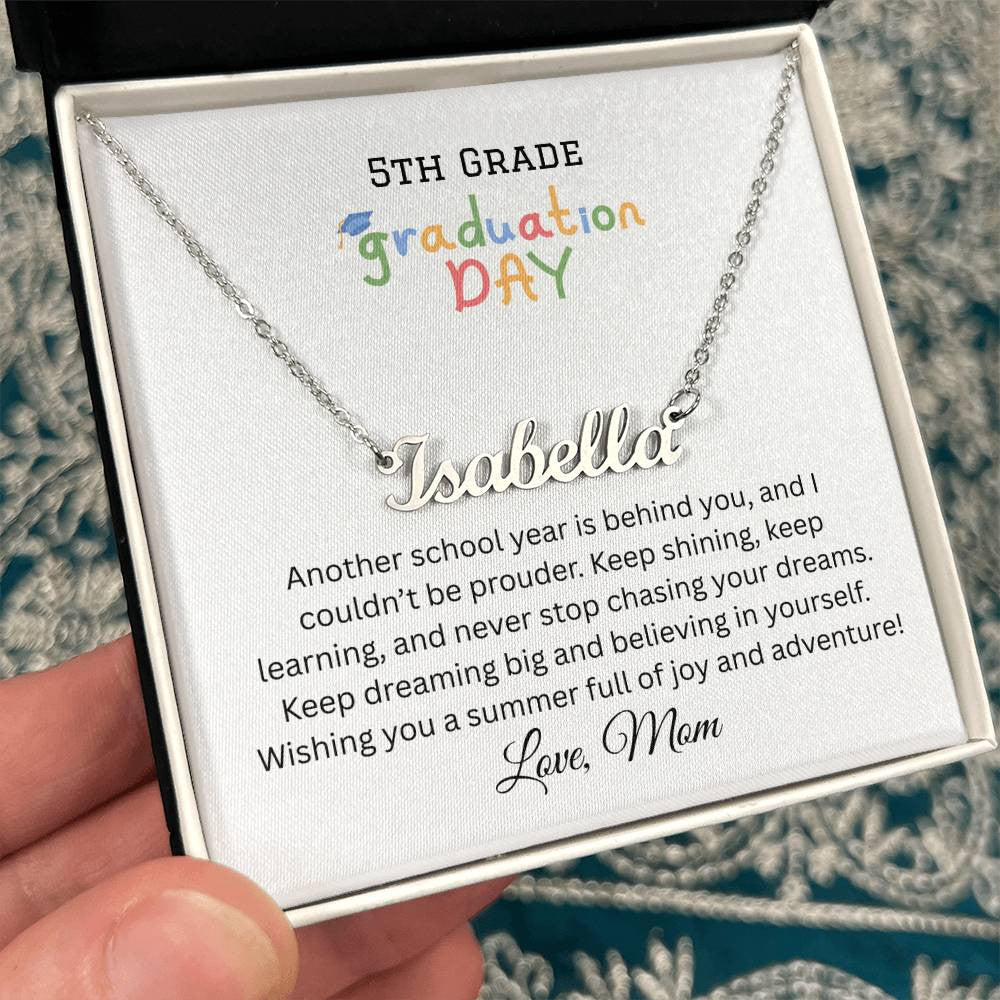 5TH GRADE
graduation
DAY
Isabella
Another school year is behind you, and I
couldn’t be prouder. Keep shining, keep
learning, and never stop chasing your dreams.
Keep dreaming big and believing in yourself.
Wishing you a summer full of joy and adventure!
Love, Mom